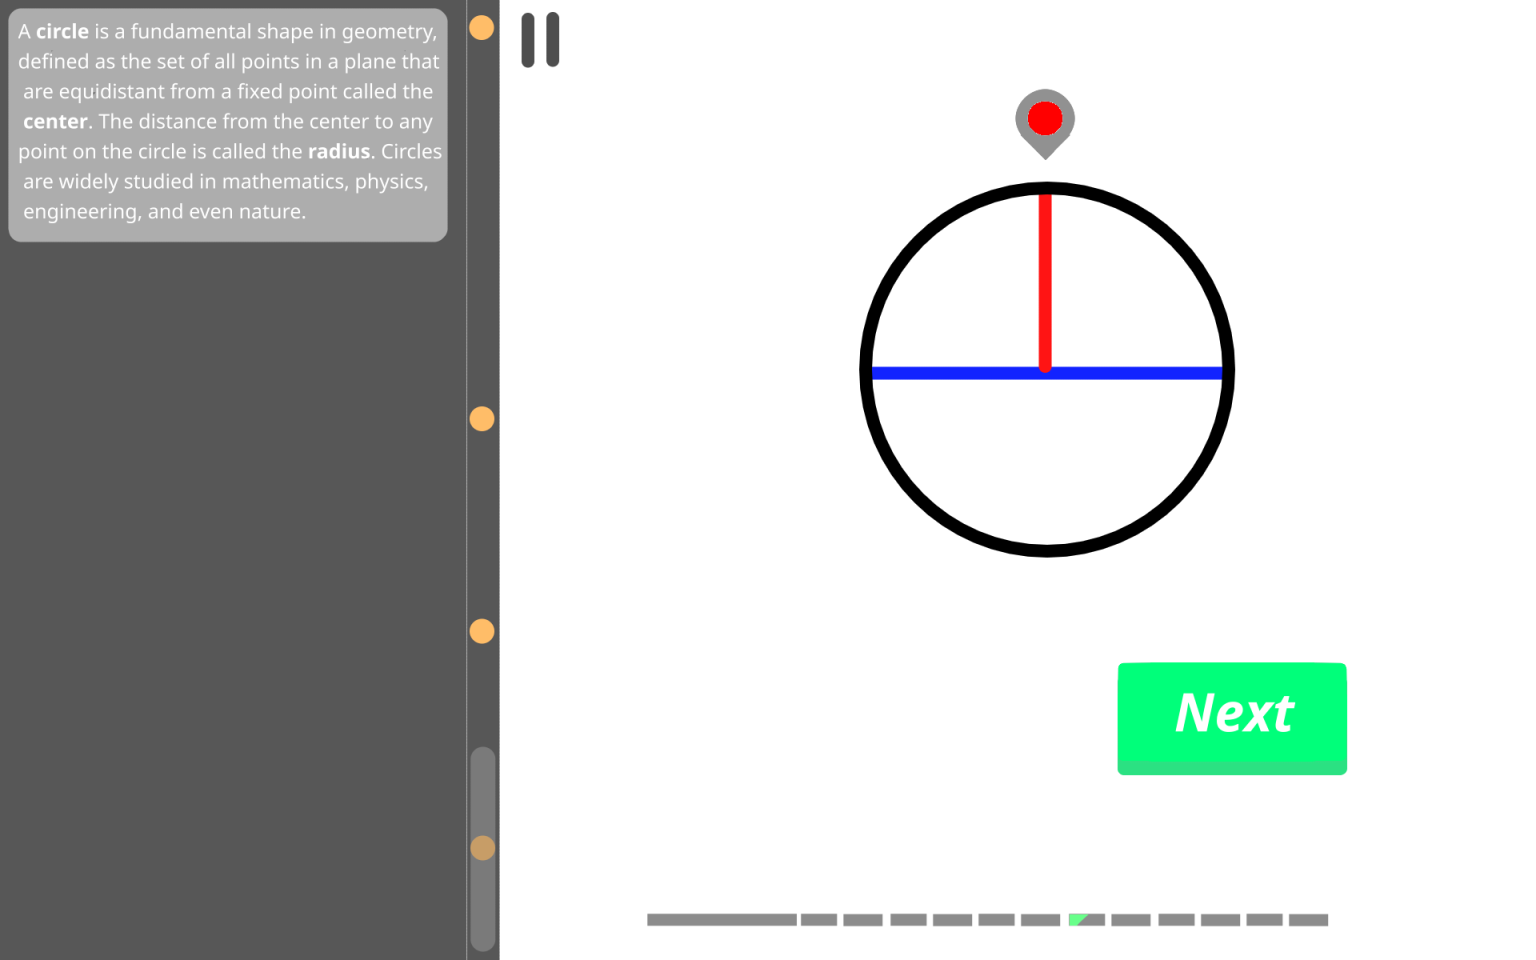 A circle is a fundamental shape in geometry,
defined as the set of all points in a plane that
are equidistant from a fixed point called the
center. The distance from the center to any
point on the circle is called the radius. Circles
are widely studied in mathematics, physics,
engineering, and even nature.
Next